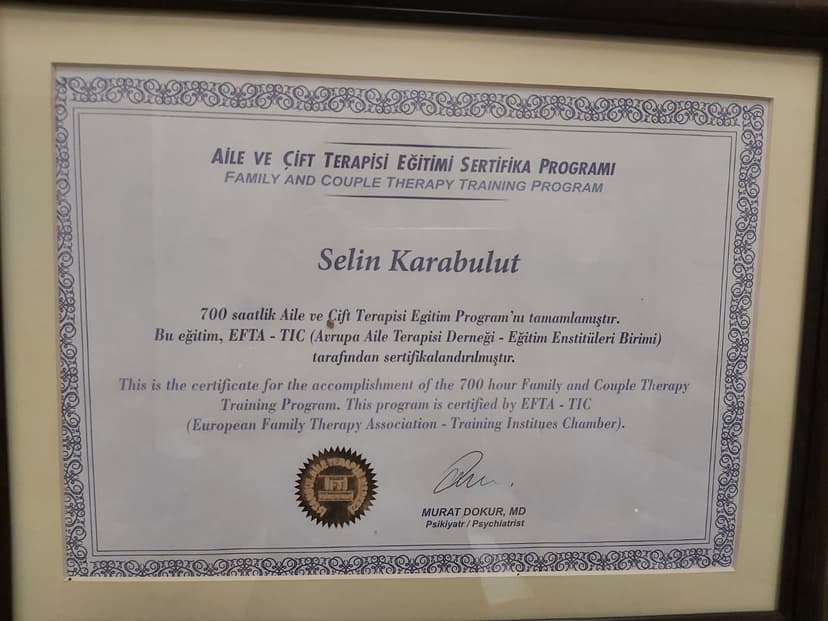 AİLE VE ÇİFT TERAPİSİ EĞİTİMİ SERTİFİKA PROGRAMI
FAMILY AND COUPLE THERAPY TRAINING PROGRAM
Selin Karabulut
700 saatlik Aile ve Çift Terapisi Egitim Program'nı tamamlamıştır.
Bu eğitim, EFTA - TIC (Avrupa Aile Terapisi Derneği - Eğitim Enstitüleri Birimi)
tarafından sertifikalandırılmıştır.
This is the certificate for the accomplishment of the 700 hour Family and Couple Therapy
Training Program. This program is certified by EFTA - TIC
(European Family Therapy Association - Training Institues Chamber).
MURAT DOKUR, MD
Psikiyatr / Psychiatrist